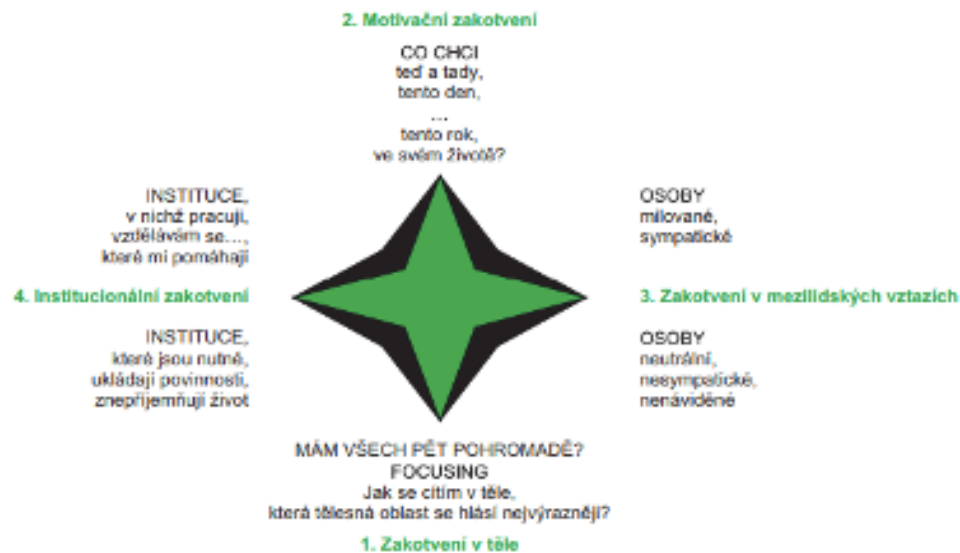 2. Motivační zakotvení
CO CHCI
teď a tady,
tento den,
...
tento rok,
ve svém životě?
INSTITUCE,
v nichž pracuji,
vzdělávám se...,
které mi pomáhají
OSOBY
milované,
sympatické
4. Institucionální zakotvení
3. Zakotvení v mezilidských vztazích
INSTITUCE,
které jsou nutné,
ukládají povinnosti,
znepříjemňují život
OSOBY
neutrální,
nesympatické,
nenáviděné
MÁM VŠECH PĚT POHROMADĚ?
FOCUSING
Jak se cítím v těle,
která tělesná oblast se hlásí nejvýrazněji?
1. Zakotvení v těle